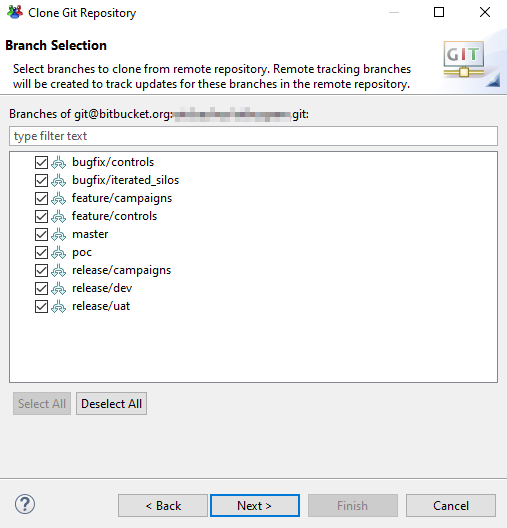 Clone Git Repository
Branch Selection
Select branches to clone from remote repository. Remote tracking branches
will be created to track updates for these branches in the remote repository.
GIT
Branches of git@bitbucket.org: .git:
type filter text
bugfix/controls
bugfix/iterated_silos
feature/campaigns
feature/controls
master
poc
release/campaigns
release/dev
release/uat
Select All
Deselect All
?
< Back
Next >
Finish
Cancel